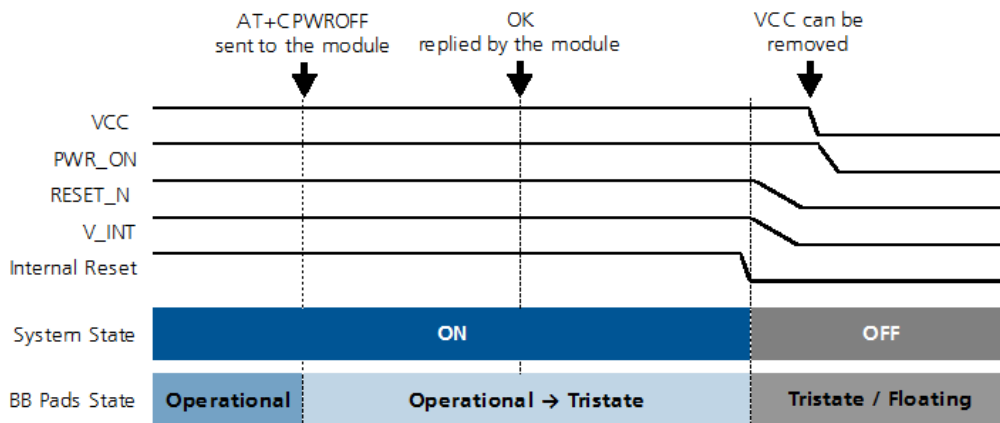 AT+CPWROFF
sent to the module
OK
replied by the module
VCC can be
removed
VCC
PWR_ON
RESET_N
V_INT
Internal Reset
System State
ON
OFF
BB Pads State
Operational
Operational → Tristate
Tristate / Floating